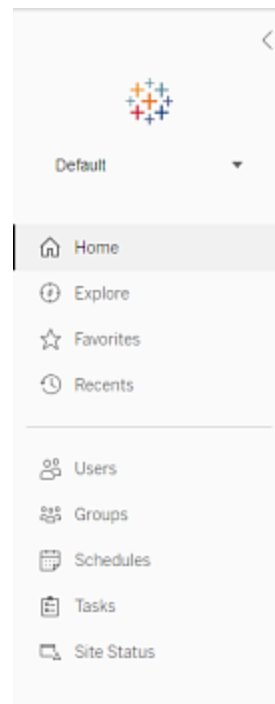 Default
Home
Explore
Favorites
Recents
Users
Groups
Schedules
Tasks
Site Status